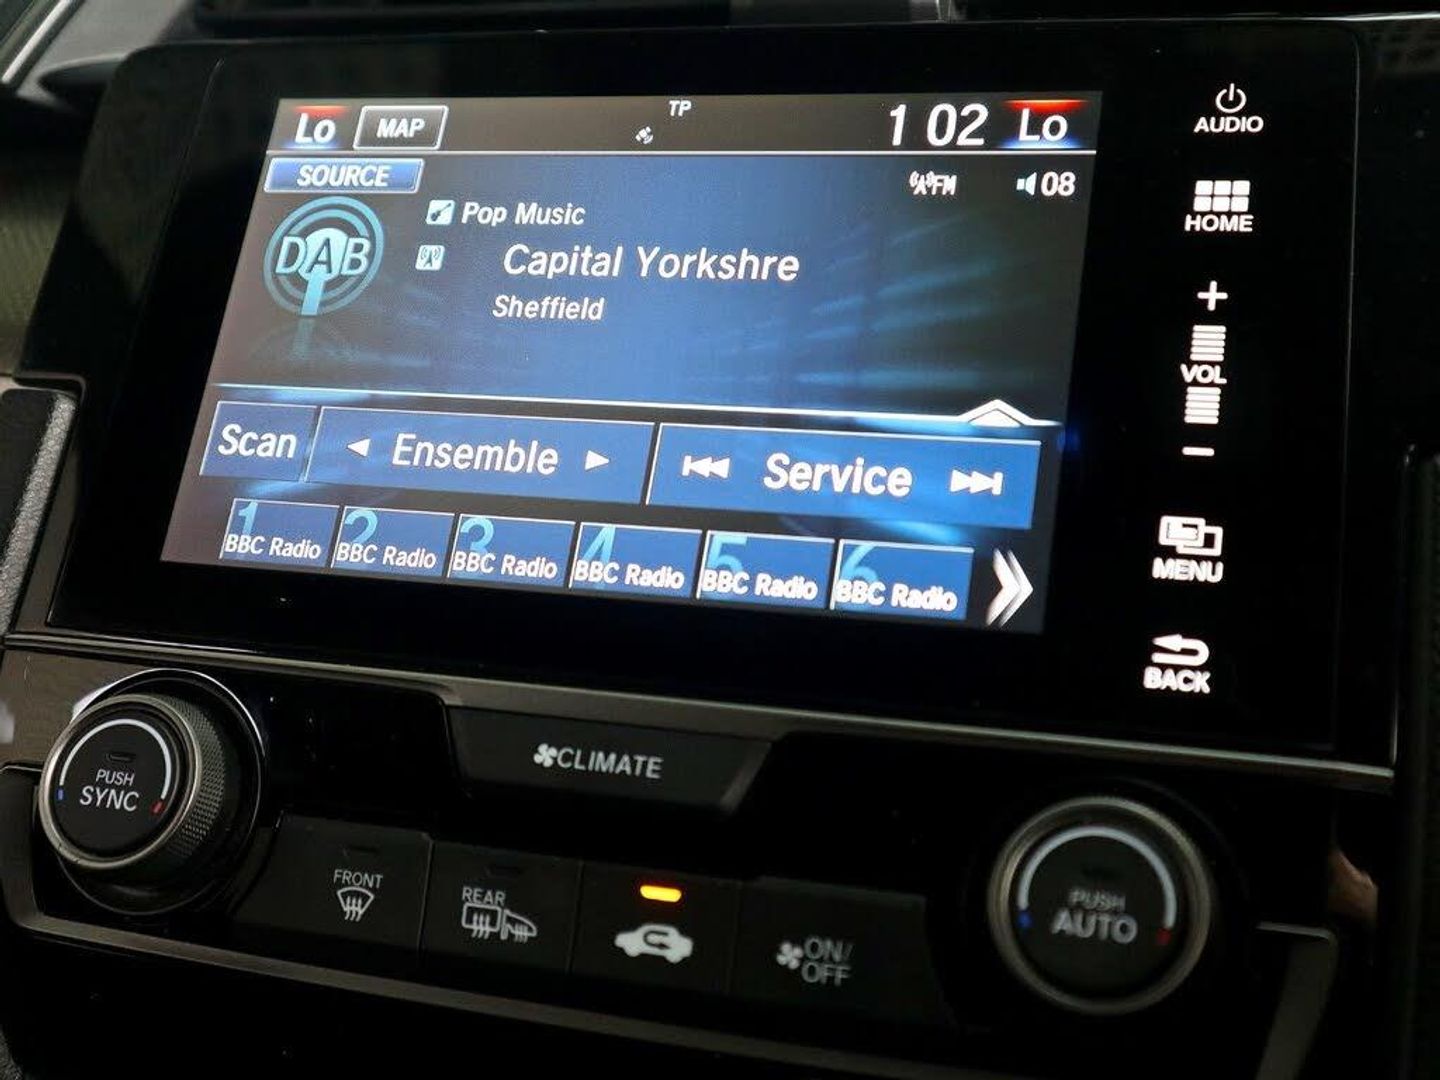 Lo MAP TP 1 02 Lo
SOURCE FM 08
Pop Music
DAB Capital Yorkshre
Sheffield
Scan Ensemble Service
1 2 3 4 5 6
BBC Radio BBC Radio BBC Radio BBC Radio BBC Radio BBC Radio
AUDIO
HOME
+
VOL
−
MENU
BACK
CLIMATE
PUSH
SYNC
FRONT
REAR
ON/
OFF
PUSH
AUTO